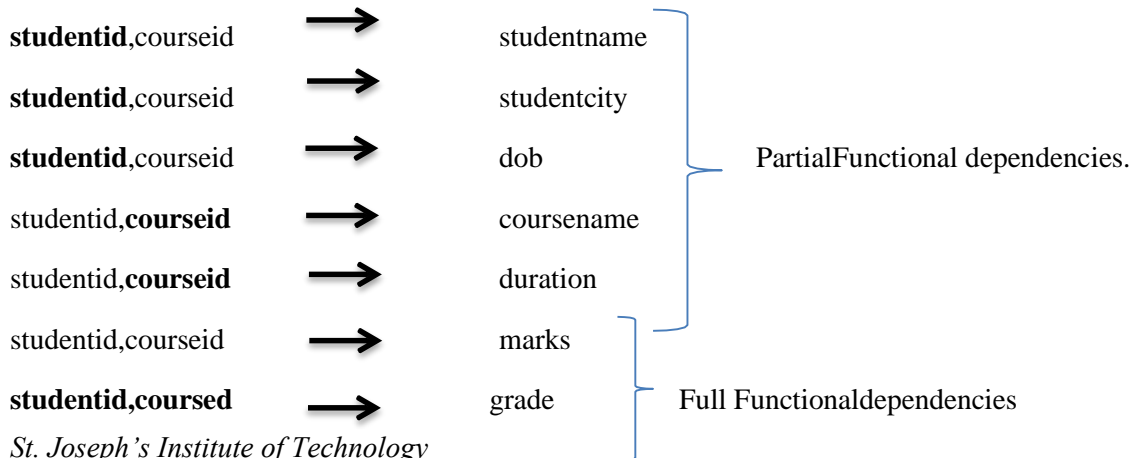 studentid,courseid studentname
studentid,courseid studentcity
studentid,courseid dob
PartialFunctional dependencies.
studentid,courseid coursename
studentid,courseid duration
studentid,courseid marks
studentid,coursed grade Full Functionaldependencies
St. Joseph's Institute of Technology